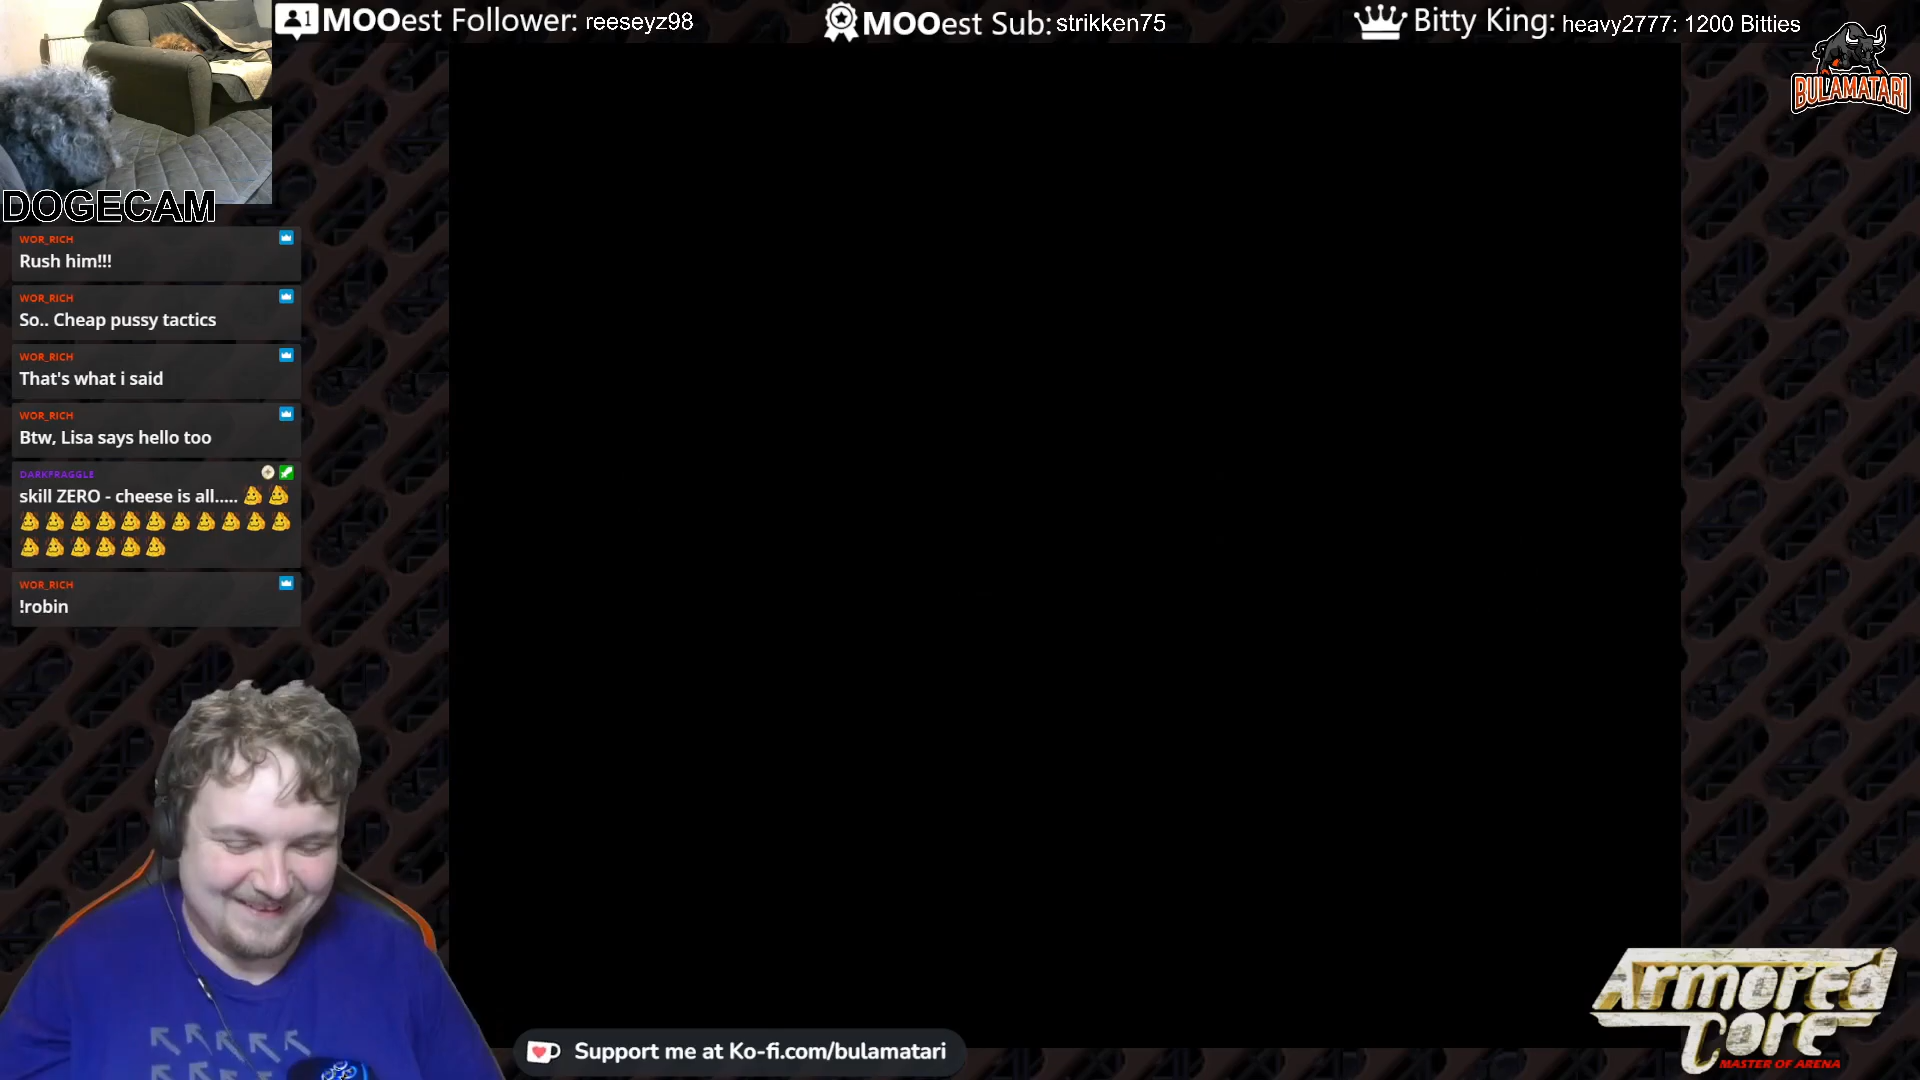 MOOest Follower: reeseyz98
MOOest Sub: strikken75
Bitty King: heavy2777: 1200 Bitties
BULAMATARI
DOGECAM
WOR_RICH
Rush him!!!
WOR_RICH
So.. Cheap pussy tactics
WOR_RICH
That's what i said
WOR_RICH
Btw, Lisa says hello too
DARKFRAGGLE
skill ZERO - cheese is all.....
WOR_RICH
!robin
Support me at Ko-fi.com/bulamatari
ARMORED
CORE
MASTER OF ARENA